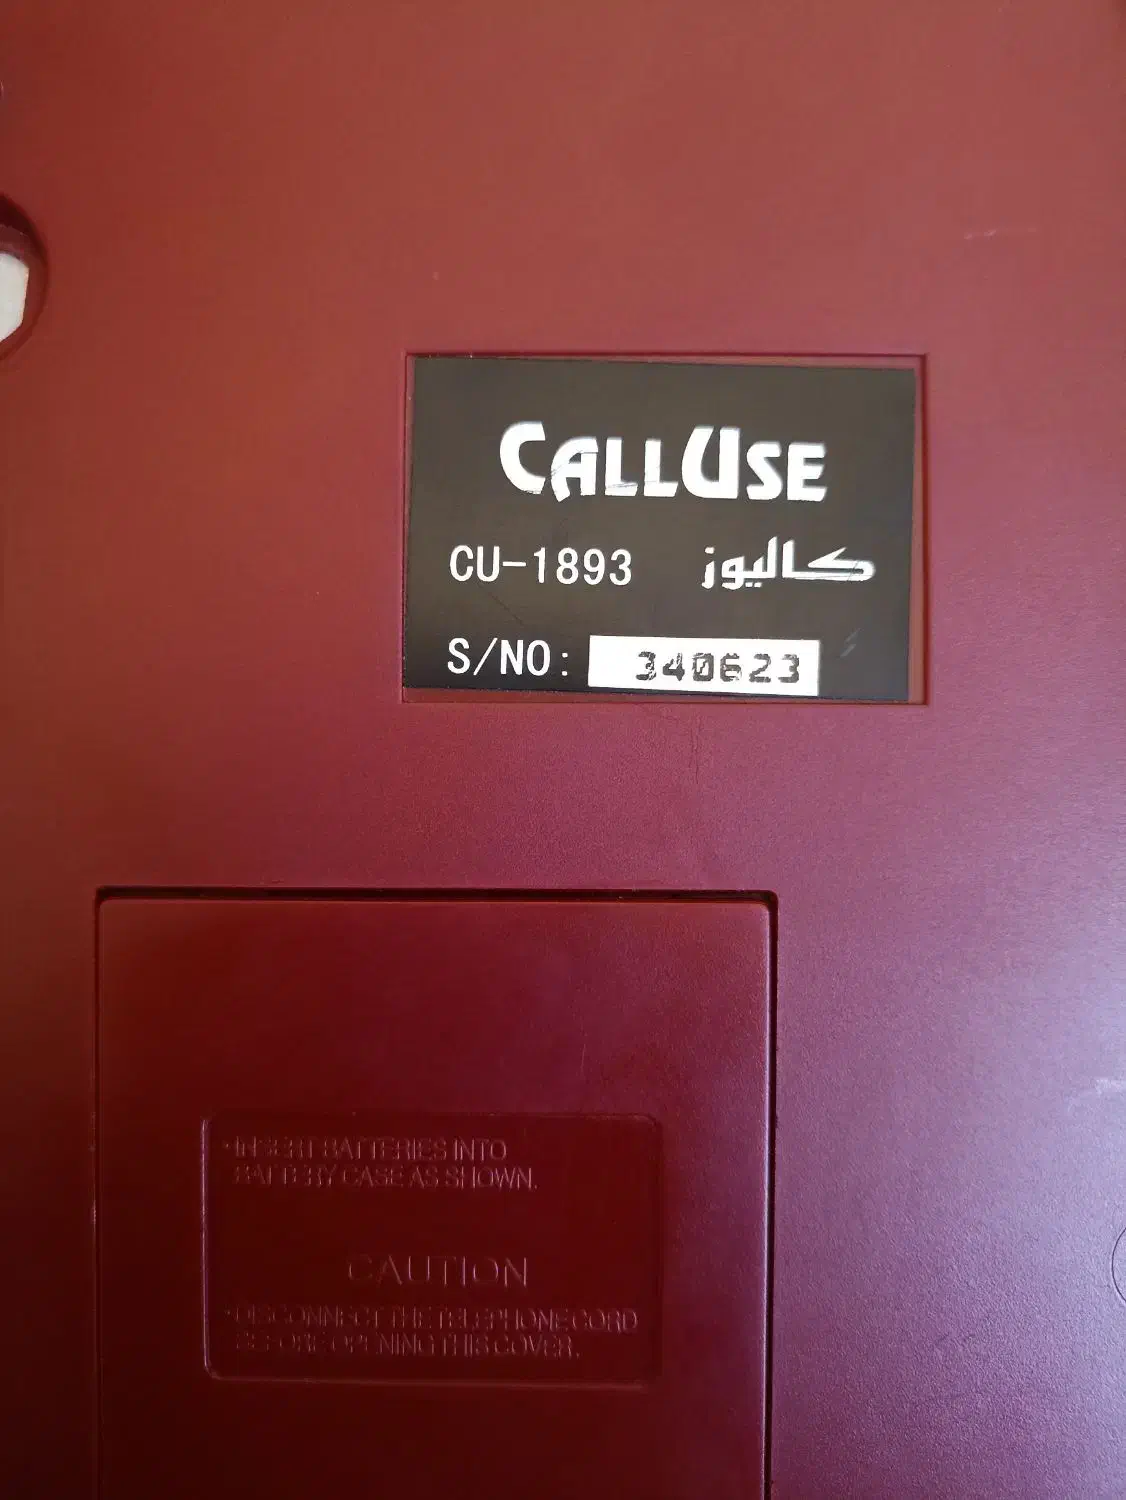 CALLUSE
CU-1893 كاليوز
S/NO: 340623
•INSERT BATTERIES INTO
BATTERY CASE AS SHOWN.
CAUTION
•DISCONNECT THE TELEPHONE CORD
BEFORE OPENING THIS COVER.